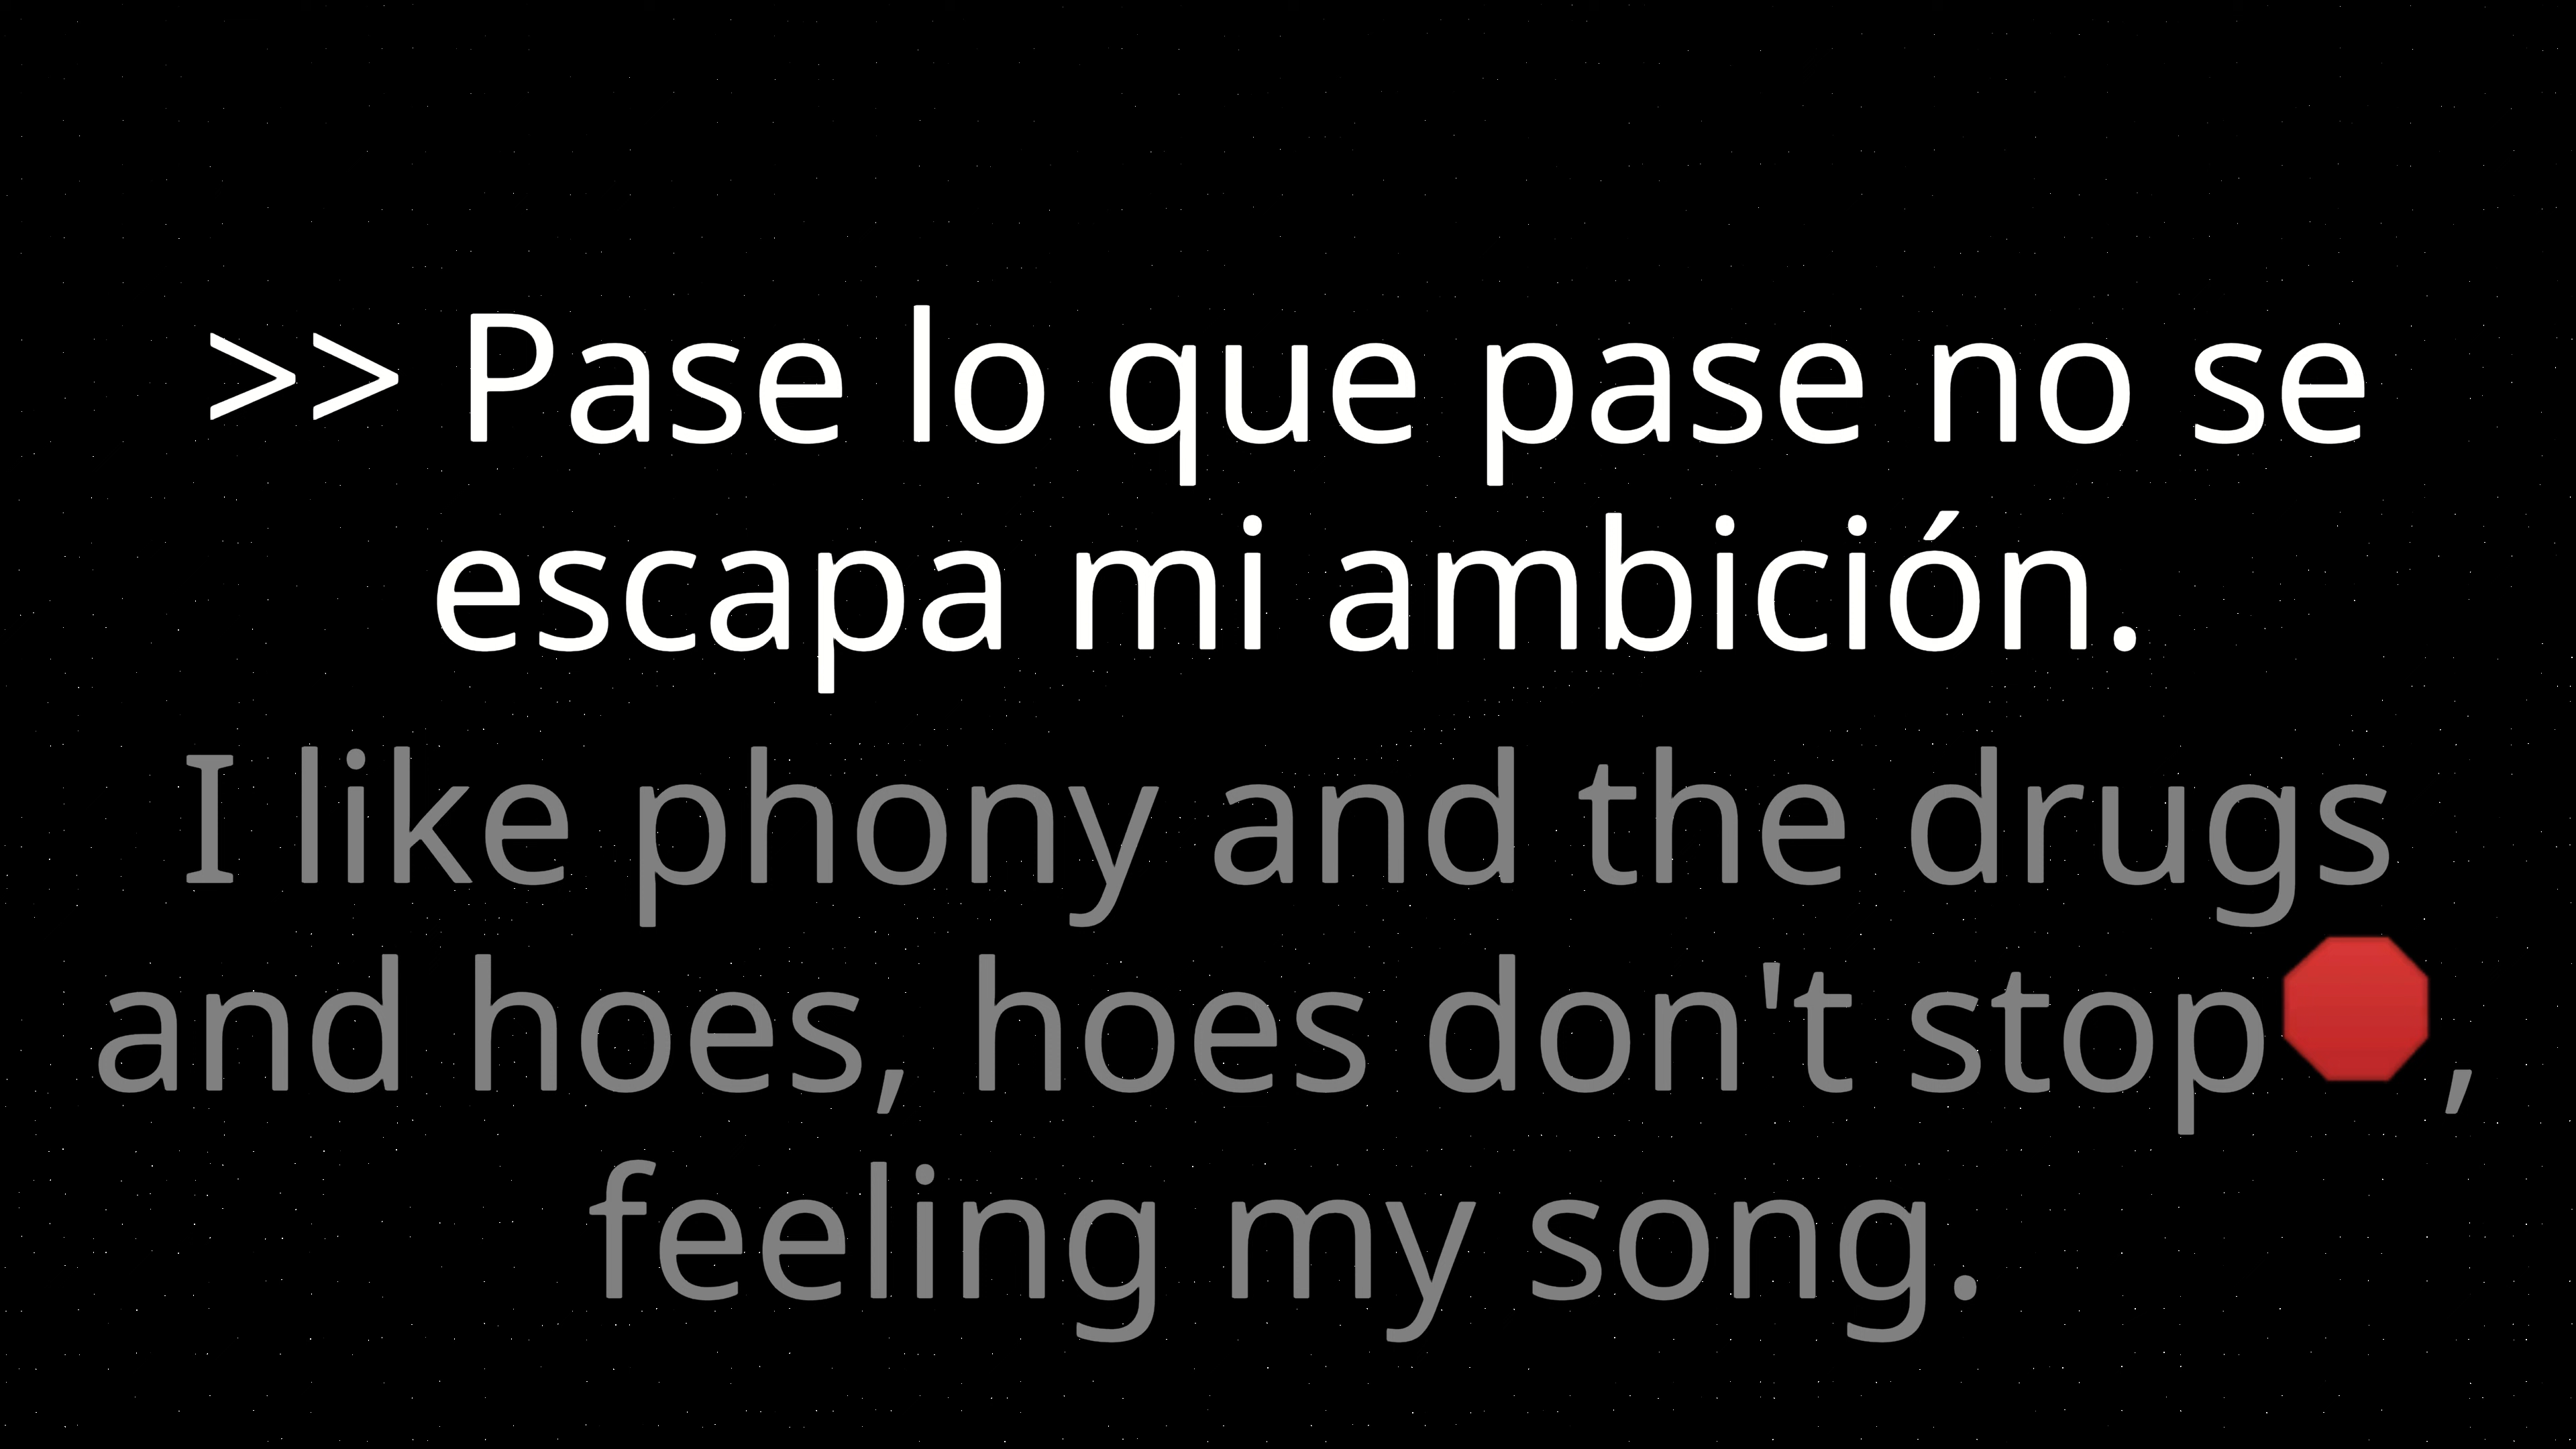 >> Pase lo que pase no se
escapa mi ambición.
I like phony and the drugs
and hoes, hoes don't stop🛑,
feeling my song.